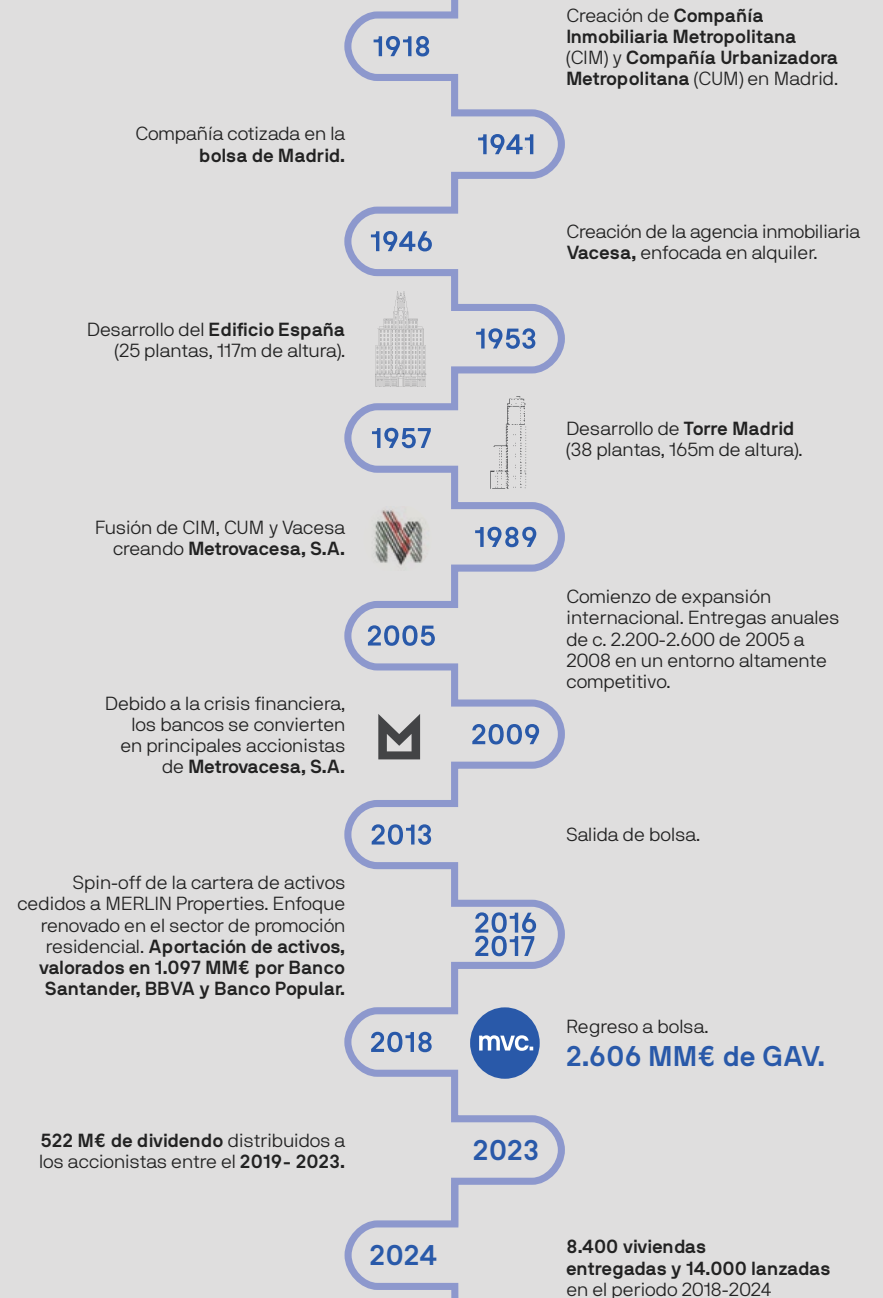 1918
Creación de Compañía
Inmobiliaria Metropolitana
(CIM) y Compañía Urbanizadora
Metropolitana (CUM) en Madrid.
Compañía cotizada en la
bolsa de Madrid.
1941
1946
Creación de la agencia inmobiliaria
Vacesa, enfocada en alquiler.
Desarrollo del Edificio España
(25 plantas, 117m de altura).
1953
1957
Desarrollo de Torre Madrid
(38 plantas, 165m de altura).
Fusión de CIM, CUM y Vacesa
creando Metrovacesa, S.A.
1989
2005
Comienzo de expansión
internacional. Entregas anuales
de c. 2.200-2.600 de 2005 a
2008 en un entorno altamente
competitivo.
Debido a la crisis financiera,
los bancos se convierten
en principales accionistas
de Metrovacesa, S.A.
2009
2013
Salida de bolsa.
Spin-off de la cartera de activos
cedidos a MERLIN Properties. Enfoque
renovado en el sector de promoción
residencial. Aportación de activos,
valorados en 1.097 MM€ por Banco
Santander, BBVA y Banco Popular.
2016
2017
2018
mvc.
Regreso a bolsa.
2.606 MM€ de GAV.
522 M€ de dividendo distribuidos a
los accionistas entre el 2019- 2023.
2023
2024
8.400 viviendas
entregadas y 14.000 lanzadas
en el periodo 2018-2024